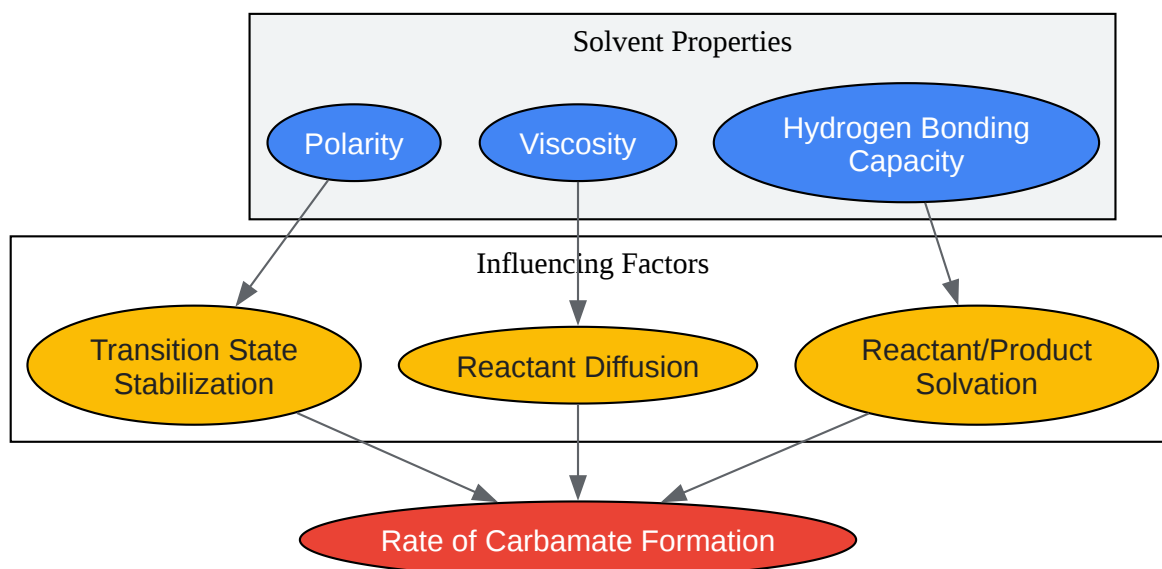 Solvent Properties
Polarity
Viscosity
Hydrogen Bonding
Capacity
Influencing Factors
Transition State
Stabilization
Reactant Diffusion
Reactant/Product
Solvation
Rate of Carbamate Formation